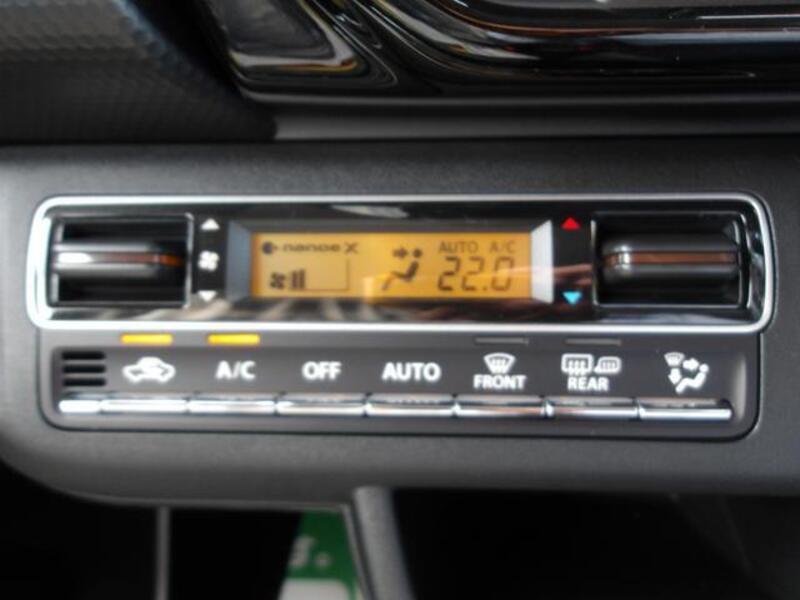 nanoe X
AUTO A/C
22.0
A/C OFF AUTO FRONT REAR